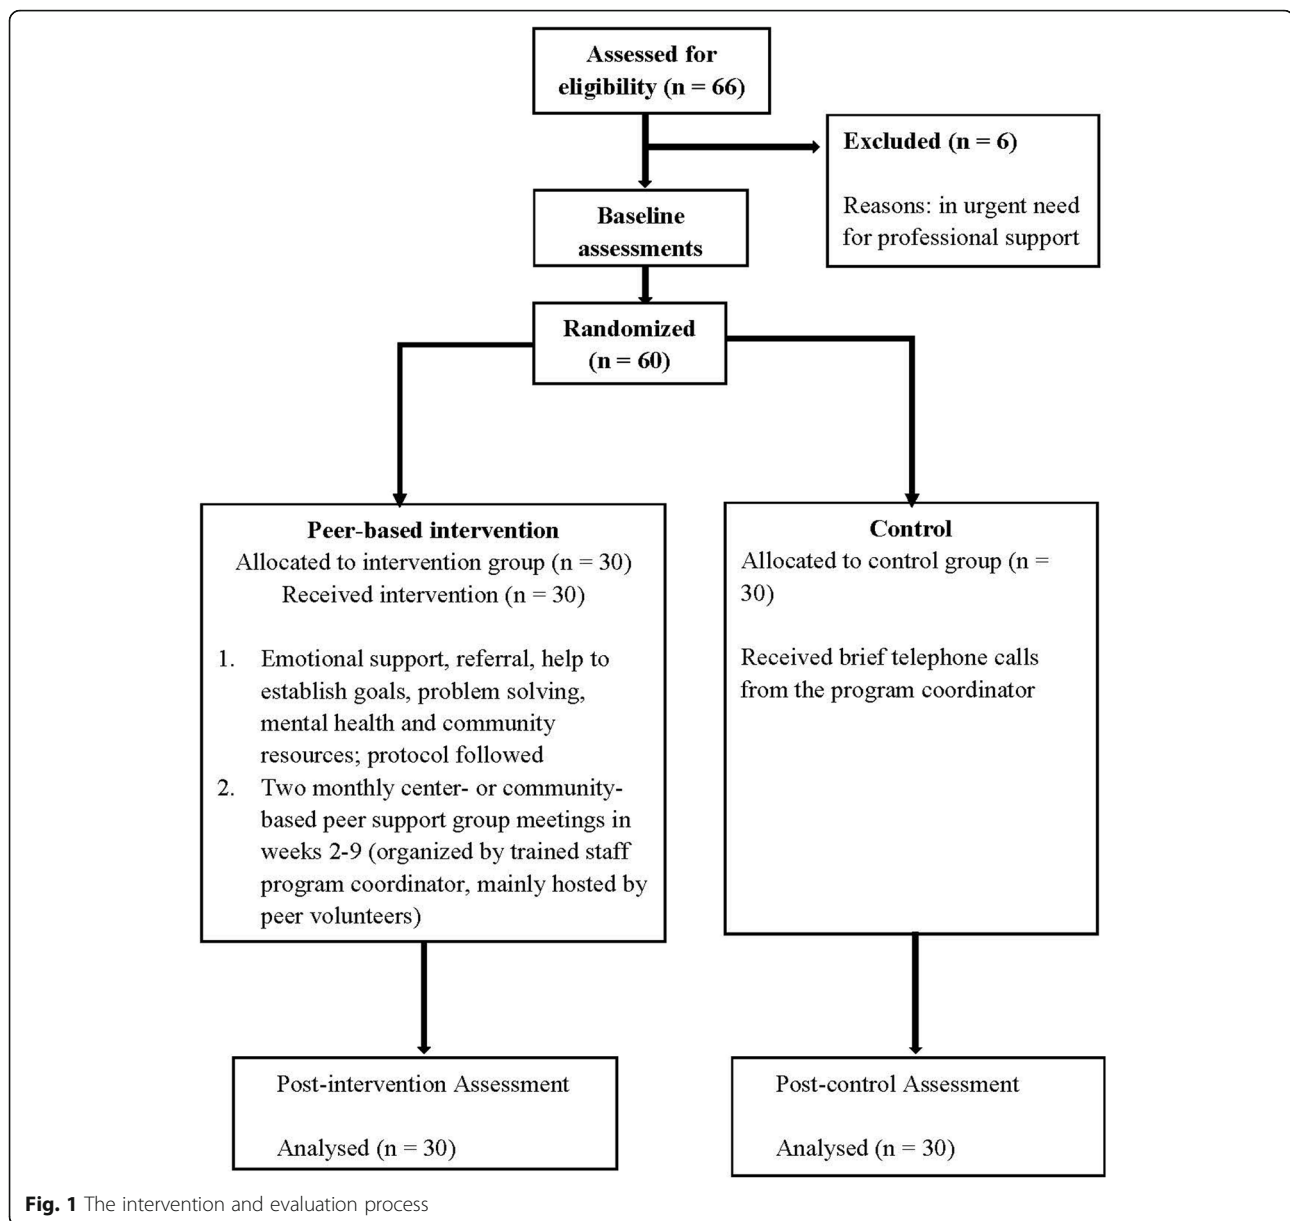 Assessed for
eligibility (n = 66)
Excluded (n = 6)
Reasons: in urgent need
for professional support
Baseline
assessments
Randomized
(n = 60)
Peer-based intervention
Allocated to intervention group (n = 30)
Received intervention (n = 30)
1. Emotional support, referral, help to
establish goals, problem solving,
mental health and community
resources; protocol followed
2. Two monthly center- or community-
based peer support group meetings in
weeks 2-9 (organized by trained staff
program coordinator, mainly hosted by
peer volunteers)
Control
Allocated to control group (n =
30)
Received brief telephone calls
from the program coordinator
Post-intervention Assessment
Analysed (n = 30)
Post-control Assessment
Analysed (n = 30)
Fig. 1 The intervention and evaluation process